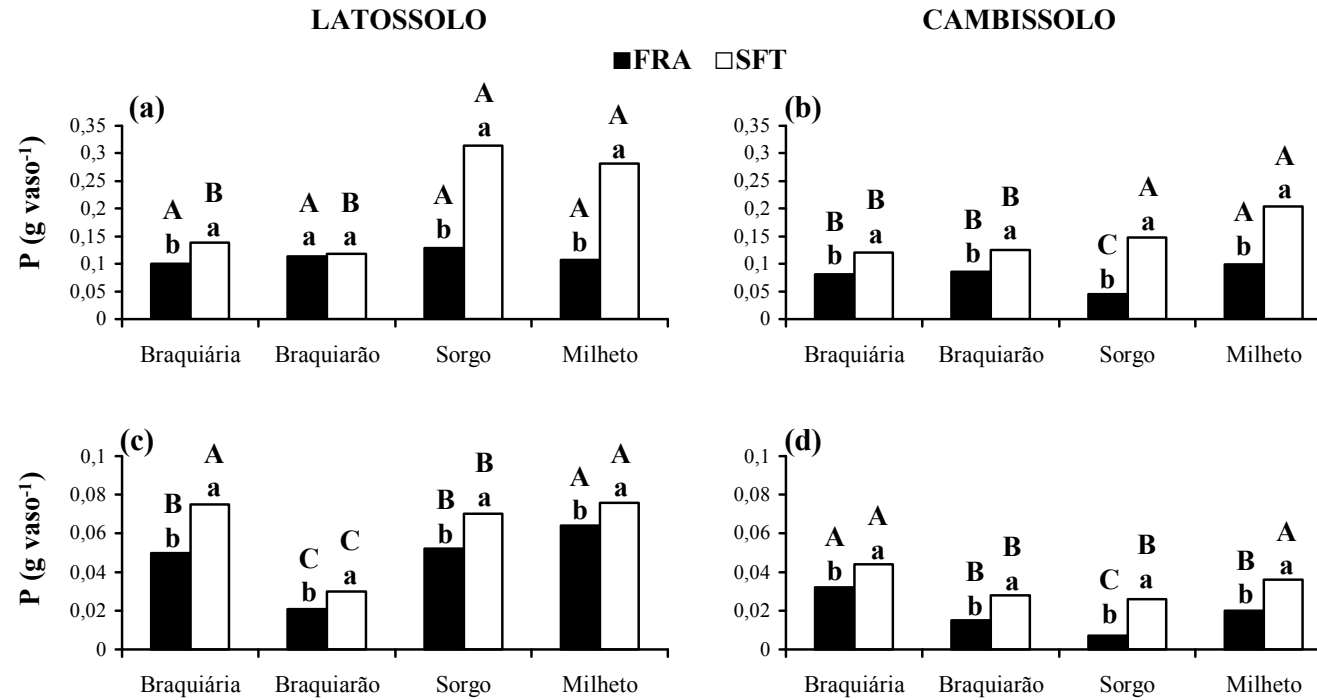 LATOSSOLO CAMBISSOLO
■FRA □SFT
(a)
P (g vaso-1)
0,35
0,3
0,25
0,2
0,15
0,1
0,05
0
A B A B A A A A
b a a a b a b a
Braquiária Braquiarão Sorgo Milheto
(b)
0,35
0,3
0,25
0,2
0,15
0,1
0,05
0
B B B B C A A A
b a b a b a b a
Braquiária Braquiarão Sorgo Milheto
(c)
P (g vaso-1)
0,1
0,08
0,06
0,04
0,02
0
B A C C B B A A
b a b a b a b a
Braquiária Braquiarão Sorgo Milheto
(d)
0,1
0,08
0,06
0,04
0,02
0
A A B B C B B A
b a b a b a b a
Braquiária Braquiarão Sorgo Milheto